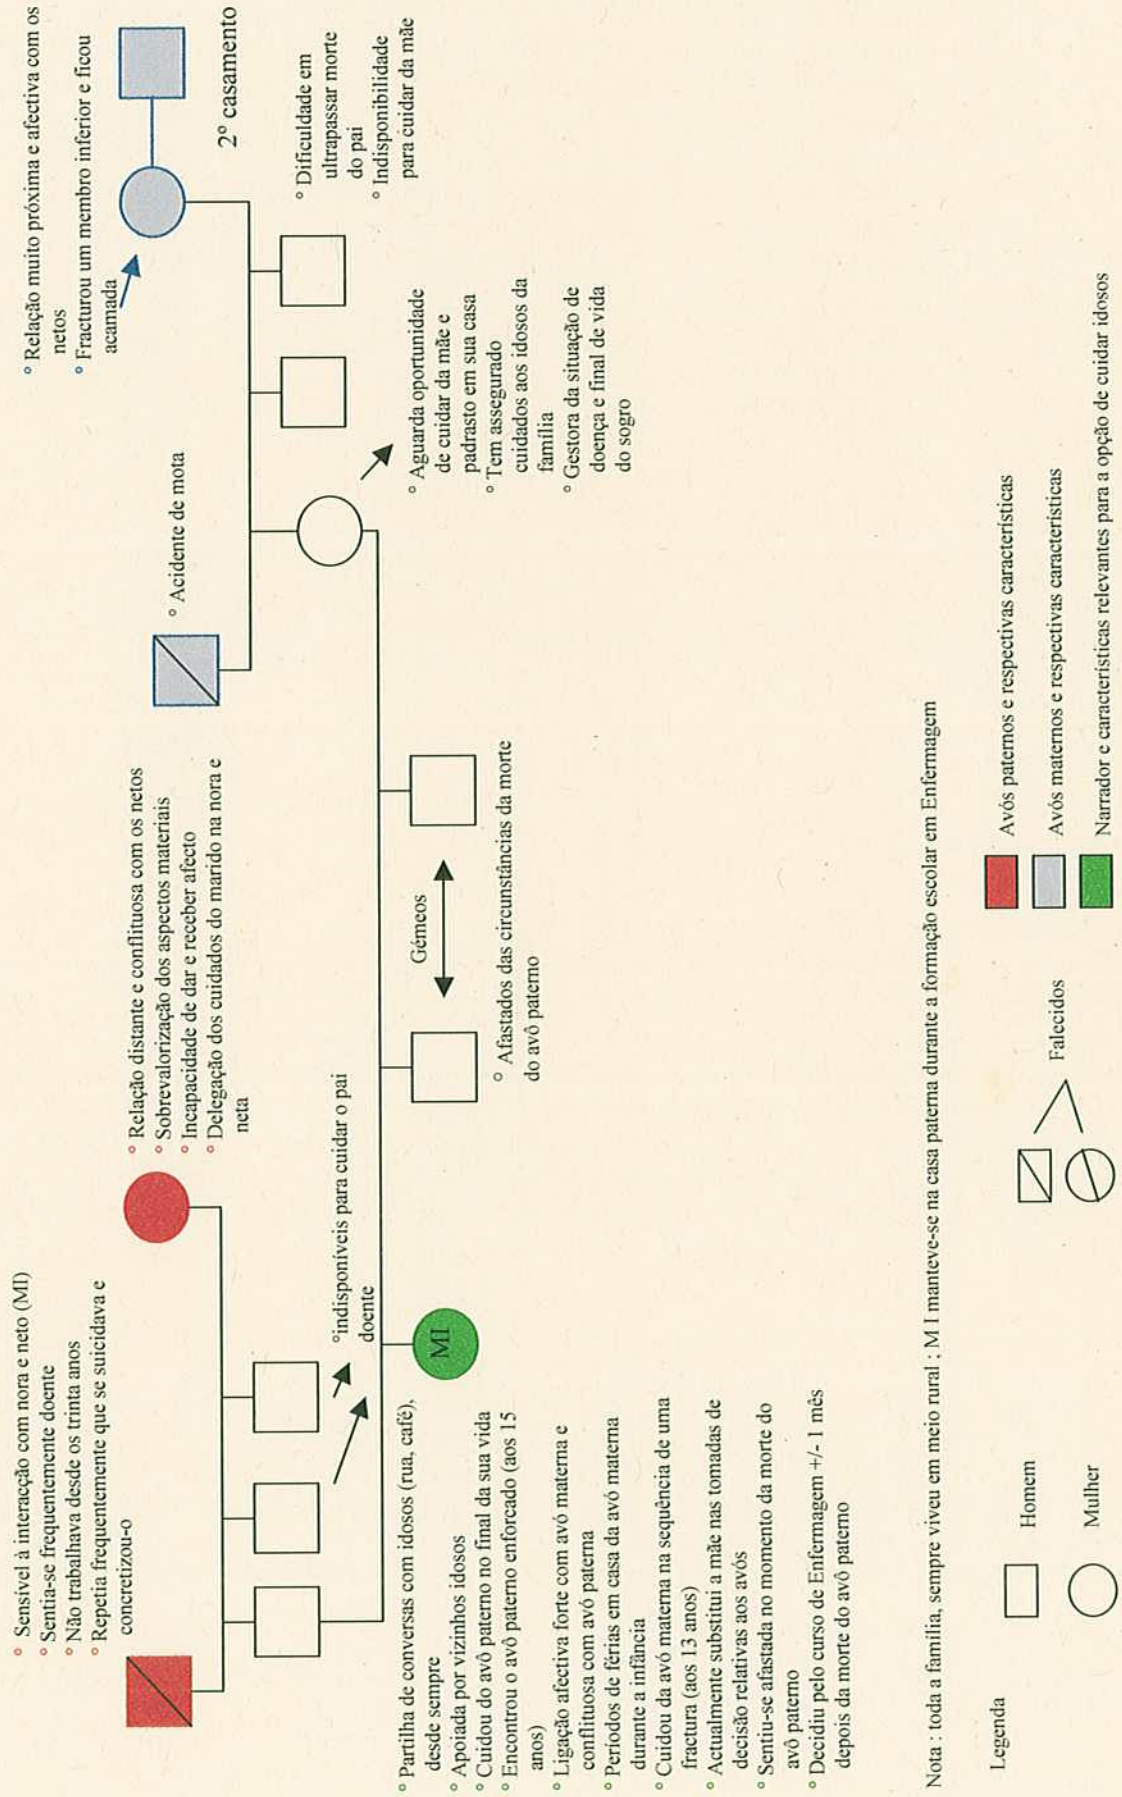 ° Sensível à interacção com nora e neto (MI)
° Sentia-se frequentemente doente
° Não trabalhava desde os trinta anos
° Repetia frequentemente que se suicidava e
concretizou-o
° Relação distante e conflituosa com os netos
° Sobrevalorização dos aspectos materiais
° Incapacidade de dar e receber afecto
° Delegação dos cuidados do marido na nora e
neta
° Acidente de mota
° Relação muito próxima e afectiva com os
netos
° Fracturou um membro inferior e ficou
acamada
2º casamento
°indisponíveis para cuidar o pai
doente
° Dificuldade em
ultrapassar morte
do pai
° Indisponibilidade
para cuidar da mãe
° Aguarda oportunidade
de cuidar da mãe e
padrasto em sua casa
° Tem assegurado
cuidados aos idosos da
família
° Gestora da situação de
doença e final de vida
do sogro
MI
Gémeos
° Afastados das circunstâncias da morte
do avô paterno
° Partilha de conversas com idosos (rua, café),
desde sempre
° Apoiada por vizinhos idosos
° Cuidou do avô paterno no final da sua vida
° Encontrou o avô paterno enforcado (aos 15
anos)
° Ligação afectiva forte com avó materna e
conflituosa com avó paterna
° Períodos de férias em casa da avó materna
durante a infância
° Cuidou da avó materna na sequência de uma
fractura (aos 13 anos)
° Actualmente substitui a mãe nas tomadas de
decisão relativas aos avós
° Sentiu-se afastada no momento da morte do
avô paterno
° Decidiu pelo curso de Enfermagem +/- 1 mês
depois da morte do avô paterno
Nota : toda a família, sempre viveu em meio rural ; M I manteve-se na casa paterna durante a formação escolar em Enfermagem
Legenda
Homem
Mulher
Falecidos
Avós paternos e respectivas características
Avós maternos e respectivas características
Narrador e características relevantes para a opção de cuidar idosos